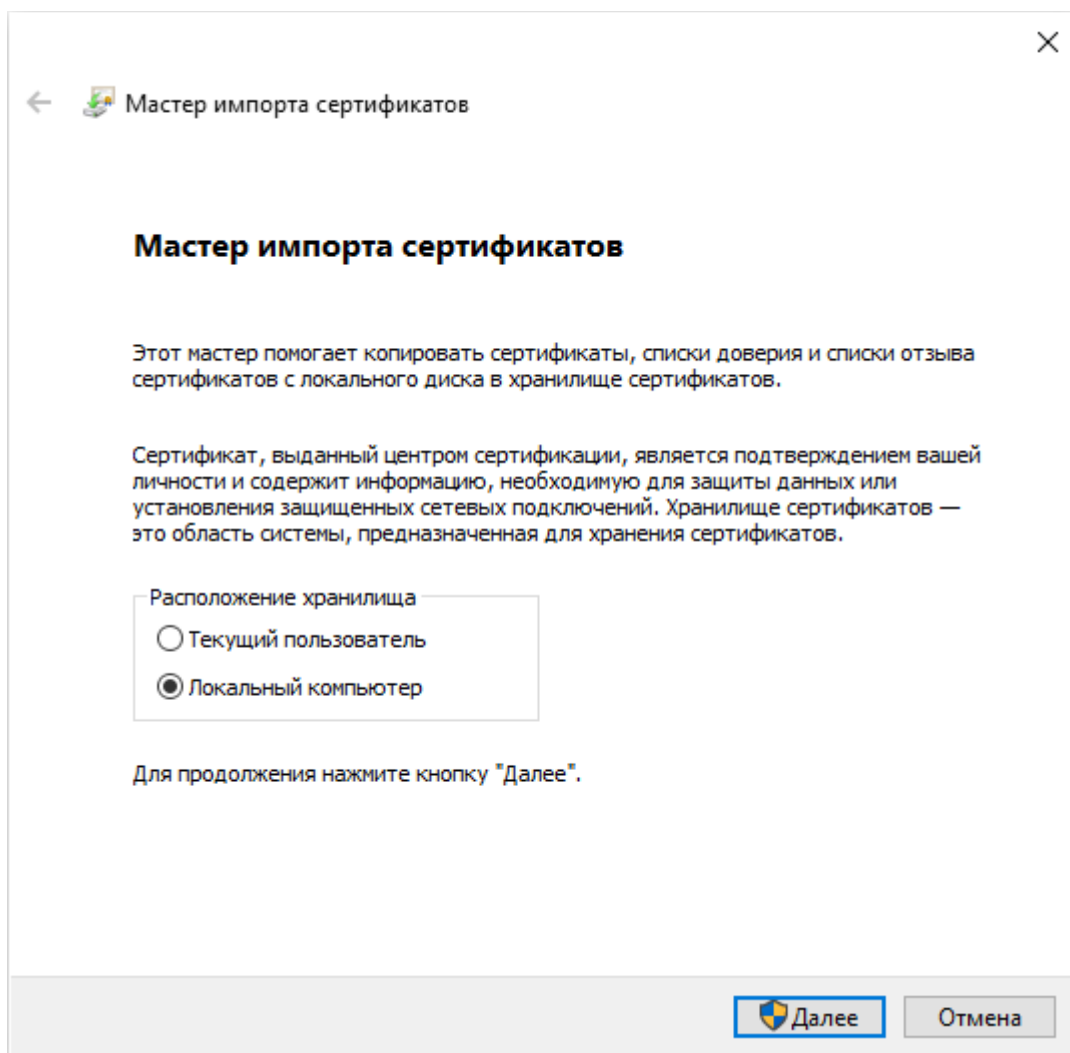 Мастер импорта сертификатов
Мастер импорта сертификатов
Этот мастер помогает копировать сертификаты, списки доверия и списки отзыва
сертификатов с локального диска в хранилище сертификатов.
Сертификат, выданный центром сертификации, является подтверждением вашей
личности и содержит информацию, необходимую для защиты данных или
установления защищенных сетевых подключений. Хранилище сертификатов —
это область системы, предназначенная для хранения сертификатов.
Расположение хранилища
Текущий пользователь
Локальный компьютер
Для продолжения нажмите кнопку "Далее".
Далее
Отмена